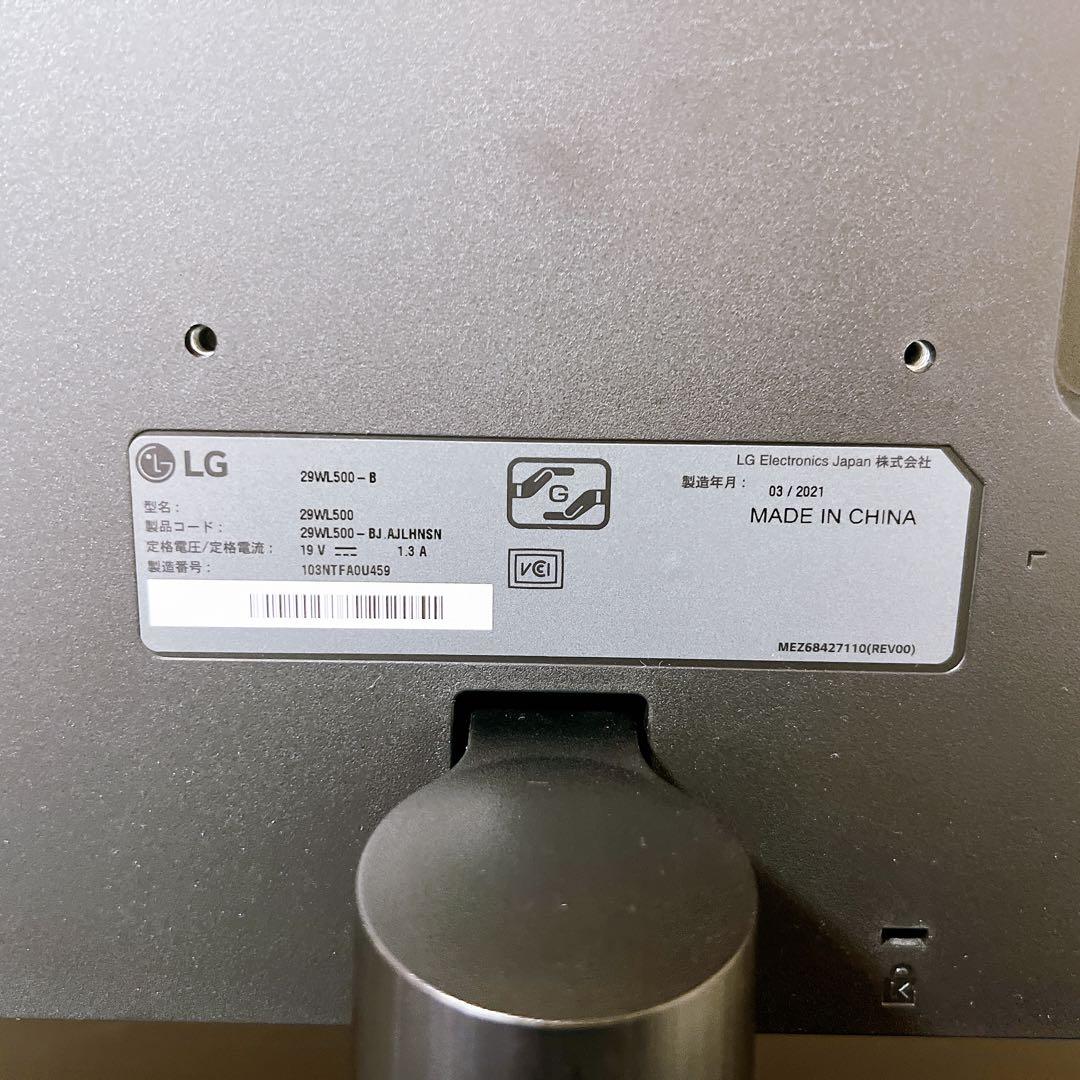 LG
29WL500-B
型名: 29WL500
製品コード: 29WL500-BJ.AJLHNSN
定格電圧/定格電流: 19 V ⎓ 1.3 A
製造番号: 103NTFA0U459
G
VCI
LG Electronics Japan 株式会社
製造年月: 03 / 2021
MADE IN CHINA
MEZ68427110(REV00)